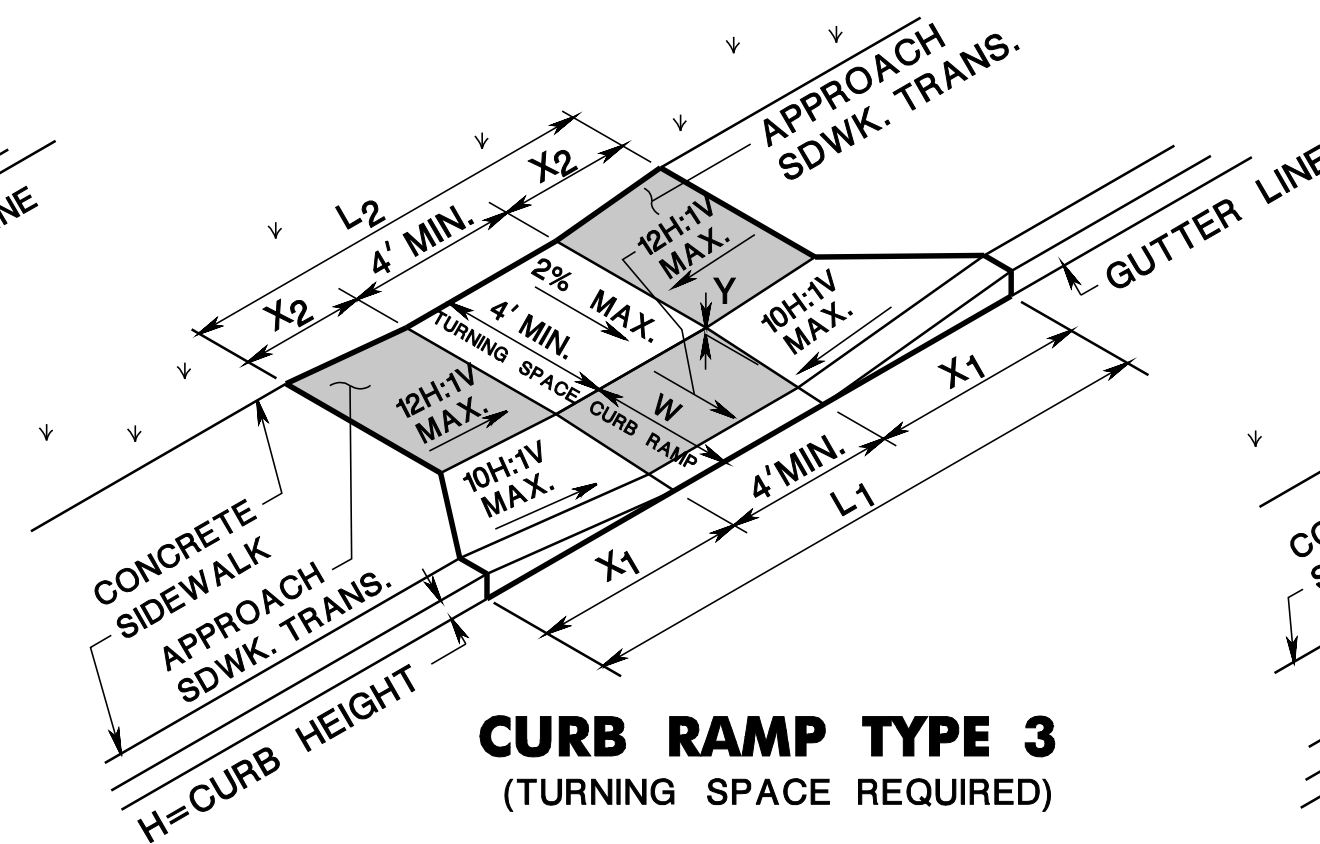 APPROACH
SDWK. TRANS.
X2
L2
4' MIN.
X2
NE
GUTTER LINE
12H:1V
MAX.
Y
2% MAX.
10H:1V
MAX.
4' MIN.
TURNING SPACE
W
CURB RAMP
12H:1V
MAX.
10H:1V
MAX.
X1
4' MIN.
L1
X1
CONCRETE
SIDEWALK
APPROACH
SDWK. TRANS.
H=CURB HEIGHT
CURB RAMP TYPE 3
(TURNING SPACE REQUIRED)